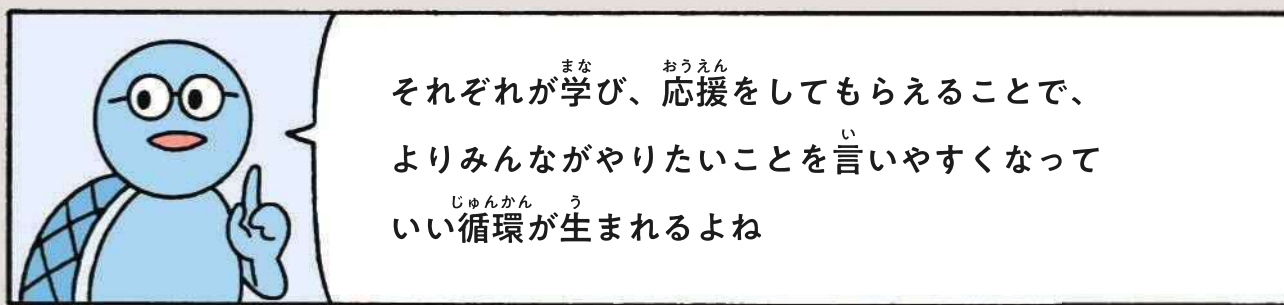 それぞれが学び、応援をしてもらえることで、
よりみんながやりたいことを言いやすくなって
いい循環が生まれるよね